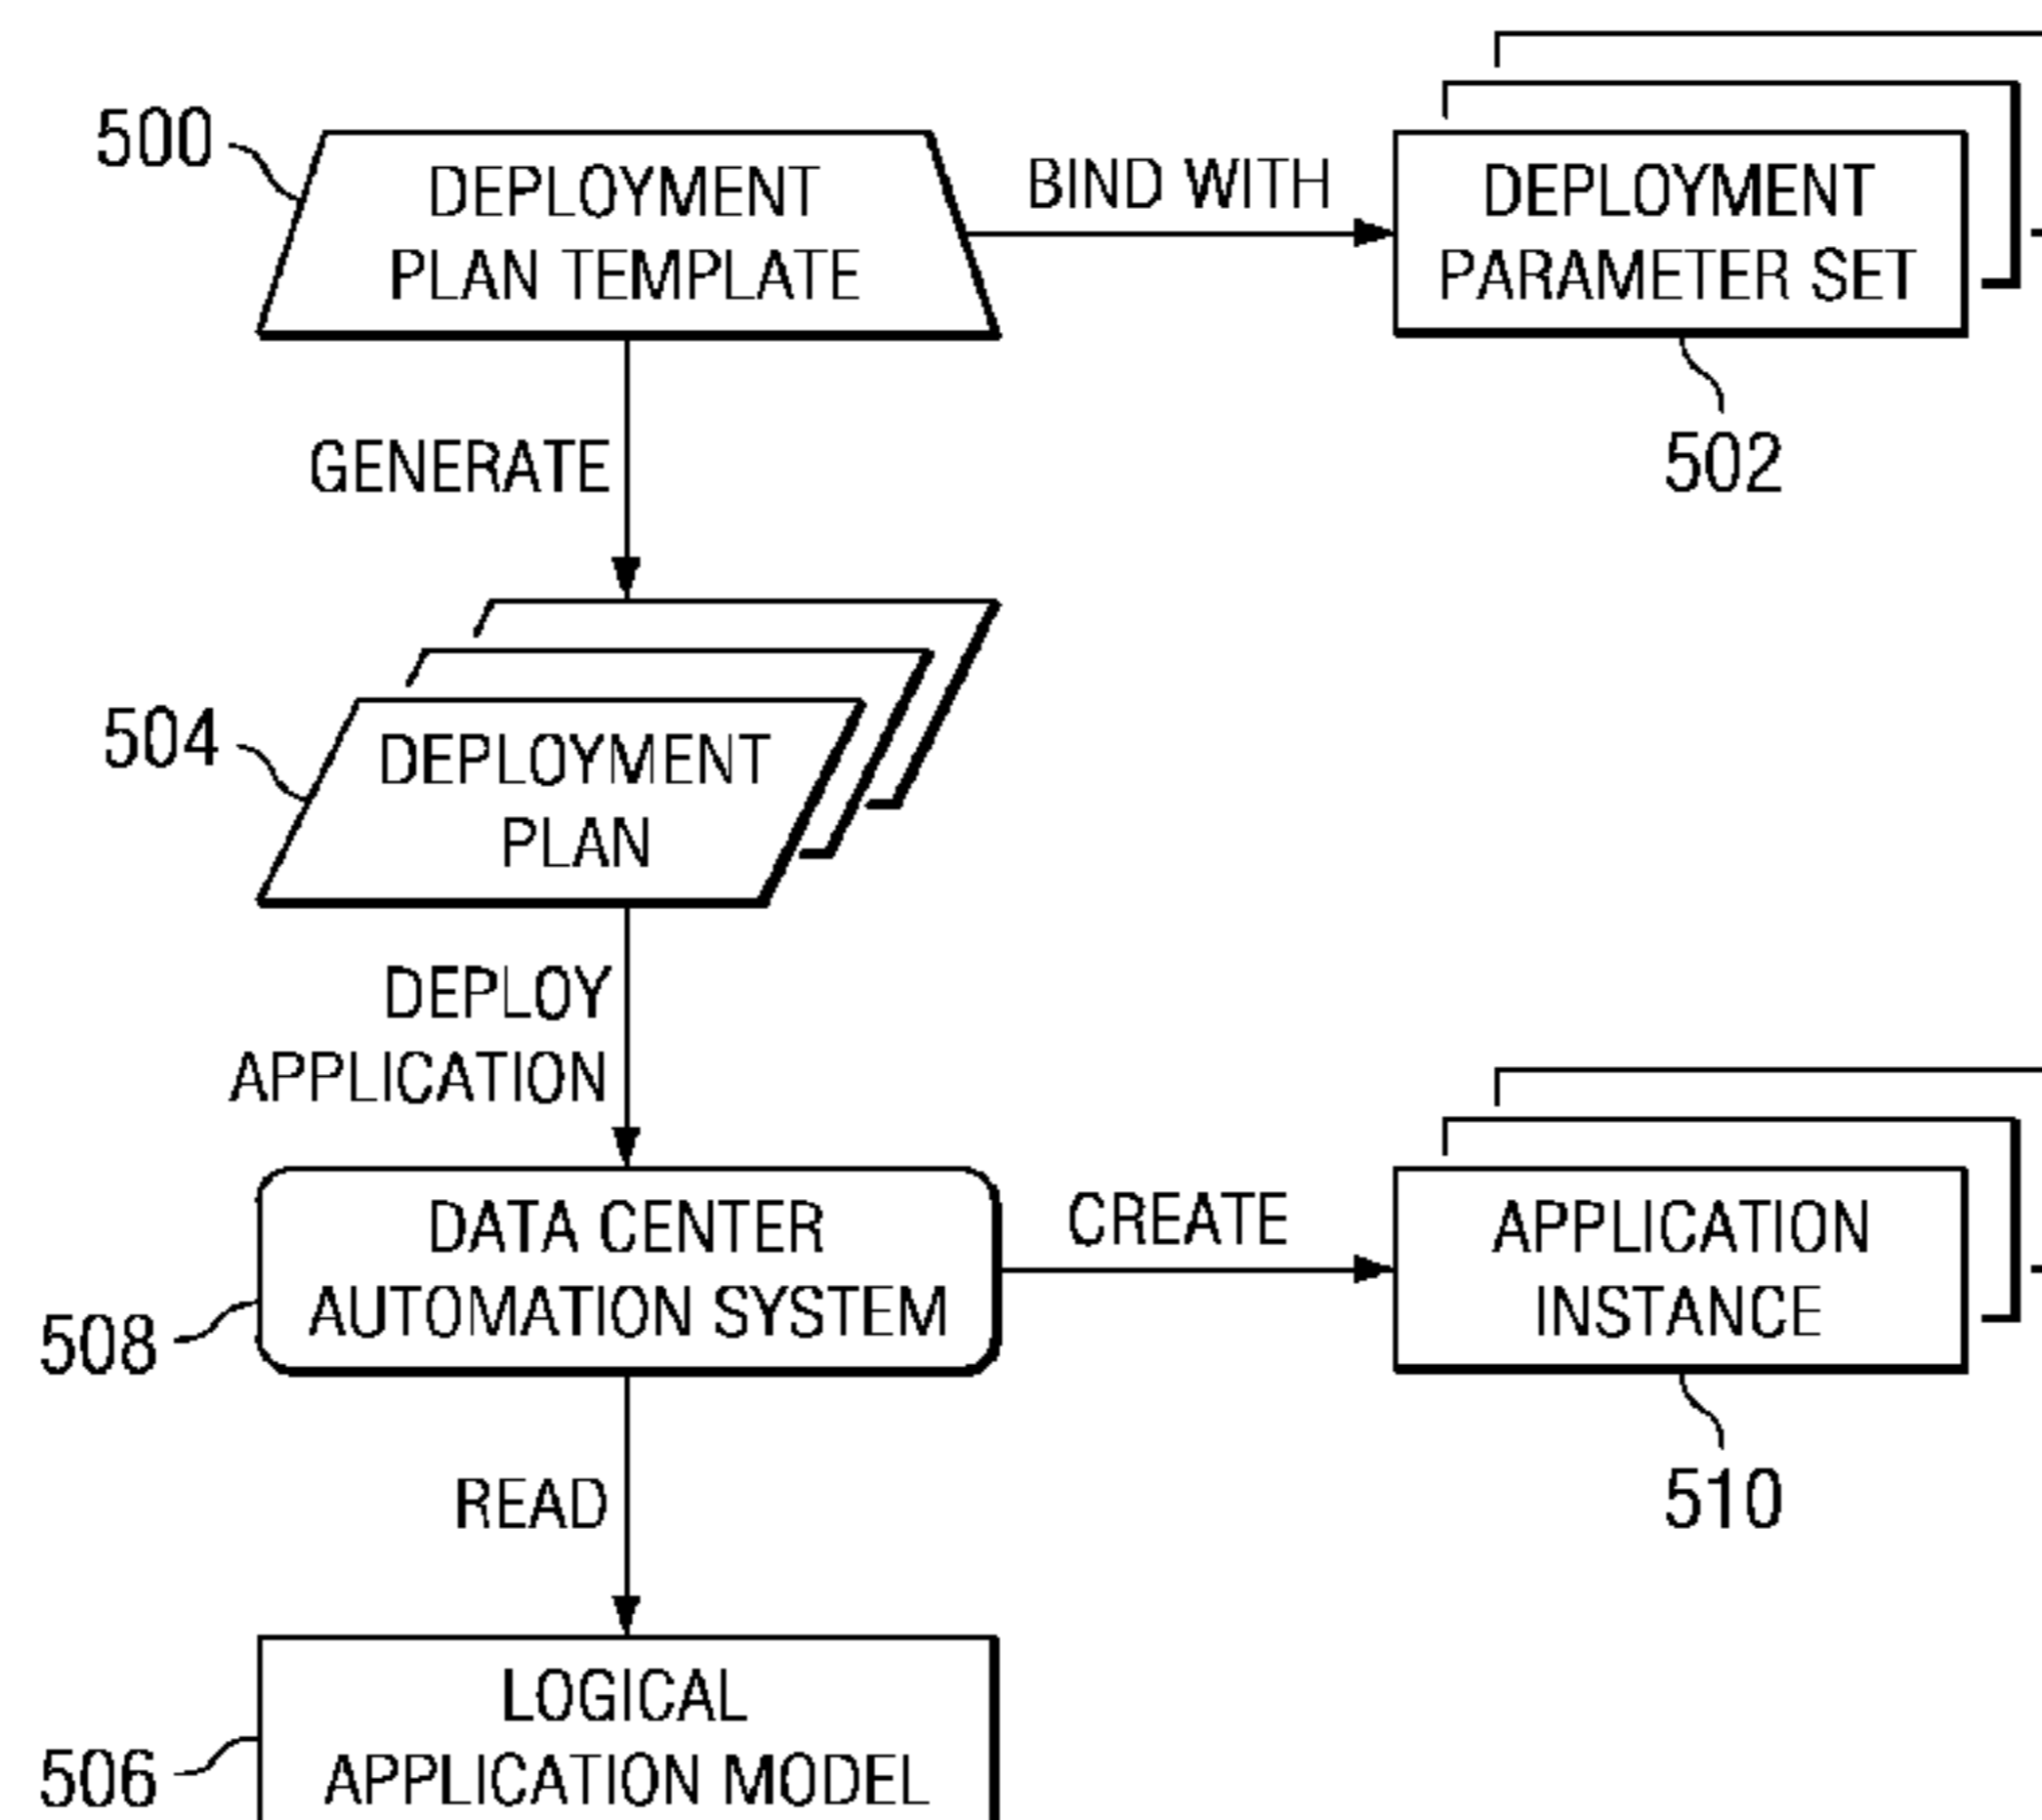 500
DEPLOYMENT
PLAN TEMPLATE
BIND WITH
DEPLOYMENT
PARAMETER SET
502
GENERATE
504
DEPLOYMENT
PLAN
DEPLOY
APPLICATION
508
DATA CENTER
AUTOMATION SYSTEM
CREATE
APPLICATION
INSTANCE
510
READ
506
LOGICAL
APPLICATION MODEL